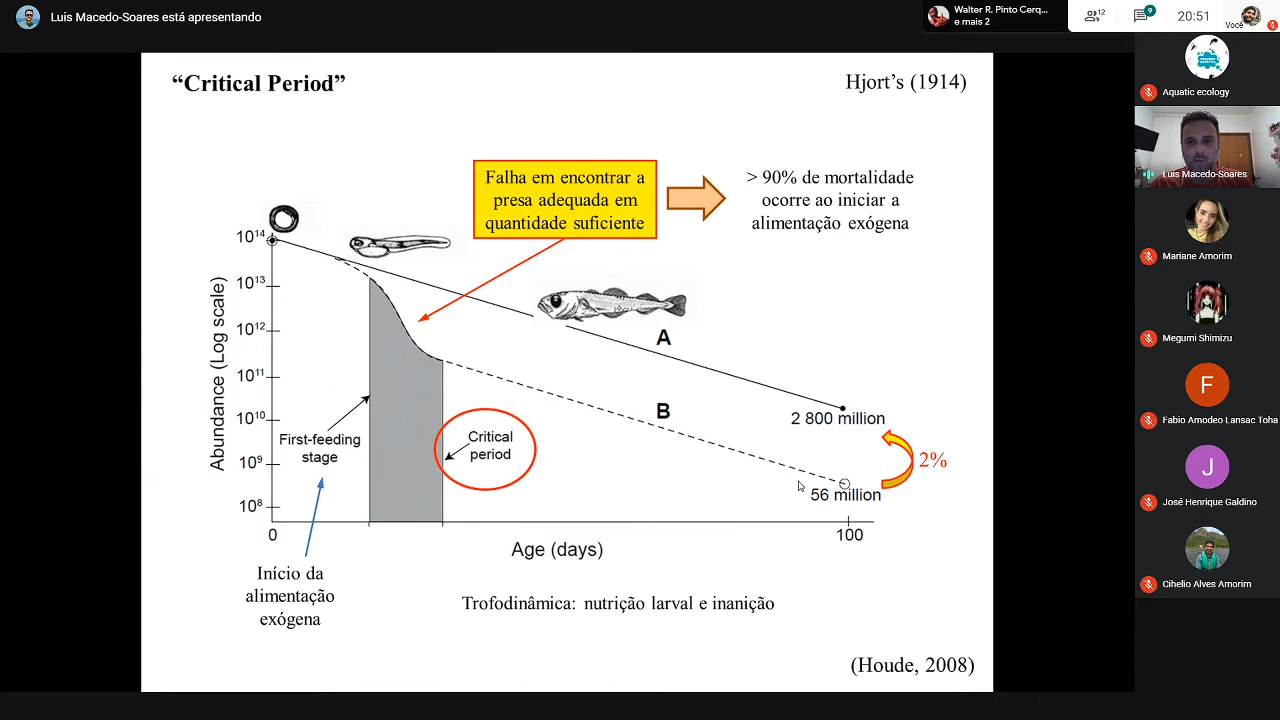 Luis Macedo-Soares está apresentando
Walter R. Pinto Cerq...
e mais 2
12
9
20:51
Você
“Critical Period”
Hjort’s (1914)
Falha em encontrar a
presa adequada em
quantidade suficiente
> 90% de mortalidade
ocorre ao iniciar a
alimentação exógena
Abundance (Log scale)
10¹⁴
10¹³
10¹²
10¹¹
10¹⁰
10⁹
10⁸
A
B
2 800 million
56 million
2%
First-feeding
stage
Critical
period
0
100
Age (days)
Início da
alimentação
exógena
Trofodinâmica: nutrição larval e inanição
(Houde, 2008)
Aquatic ecology
Luis Macedo-Soares
Mariane Amorim
Megumi Shimizu
F
Fabio Amodeo Lansac Toha
J
José Henrique Galdino
Cihelio Alves Amorim